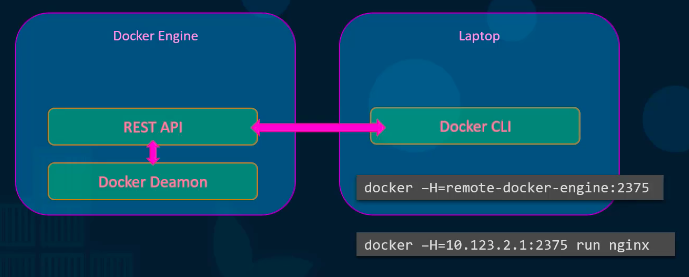 Docker Engine
REST API
Docker Deamon
Laptop
Docker CLI
docker –H=remote-docker-engine:2375
docker –H=10.123.2.1:2375 run nginx